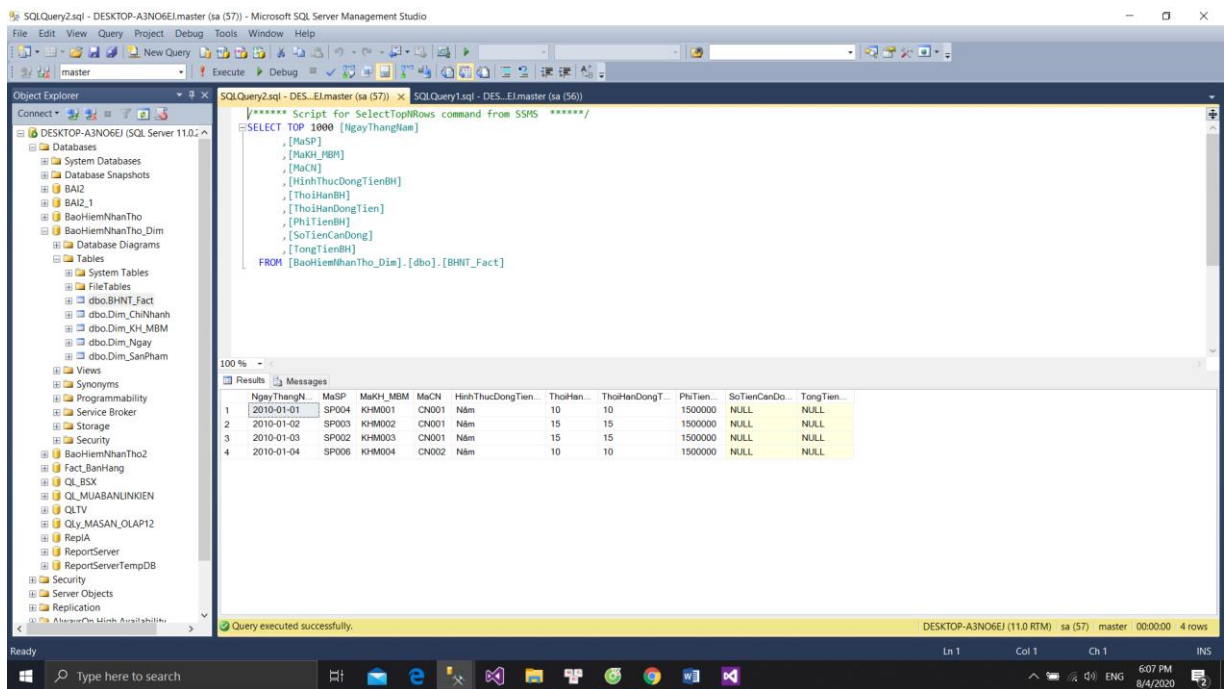 SQLQuery2.sql - DESKTOP-A3NO6EJ.master (sa (57)) - Microsoft SQL Server Management Studio
File Edit View Query Project Debug Tools Window Help
New Query
master Execute Debug
Object Explorer
SQLQuery2.sql - DES...EJ.master (sa (57)) SQLQuery1.sql - DES...EJ.master (sa (56))
Connect
DESKTOP-A3NO6EJ (SQL Server 11.0.2
Databases
System Databases
Database Snapshots
BAI2
BAI2_1
BaoHiemNhanTho
BaoHiemNhanTho_Dim
Database Diagrams
Tables
System Tables
FileTables
dbo.BHNT_Fact
dbo.Dim_ChiNhanh
dbo.Dim_KH_MBM
dbo.Dim_Ngay
dbo.Dim_SanPham
Views
Synonyms
Programmability
Service Broker
Storage
Security
BaoHiemNhanTho2
Fact_BanHang
QL_BSX
QL_MUABANLINKIEN
QLTV
QLy_MASAN_OLAP12
ReplA
ReportServer
ReportServerTempDB
Security
Server Objects
Replication
AlwaysOn High Availability
/****** Script for SelectTopNRows command from SSMS ******/
SELECT TOP 1000 [NgayThangNam]
,[MaSP]
,[MaKH_MBM]
,[MaCN]
,[HinhThucDongTienBH]
,[ThoiHanBH]
,[ThoiHanDongTien]
,[PhiTienBH]
,[SoTienCanDong]
,[TongTienBH]
FROM [BaoHiemNhanTho_Dim].[dbo].[BHNT_Fact]
100 %
Results Messages
NgayThangN... MaSP MaKH_MBM MaCN HinhThucDongTien... ThoiHan... ThoiHanDongT... PhiTien... SoTienCanDo... TongTien...
1 2010-01-01 SP004 KHM001 CN001 Năm 10 10 1500000 NULL NULL
2 2010-01-02 SP003 KHM002 CN001 Năm 15 15 1500000 NULL NULL
3 2010-01-03 SP002 KHM003 CN001 Năm 15 15 1500000 NULL NULL
4 2010-01-04 SP006 KHM004 CN002 Năm 10 10 1500000 NULL NULL
Query executed successfully. DESKTOP-A3NO6EJ (11.0 RTM) sa (57) master 00:00:00 4 rows
Ready Ln 1 Col 1 Ch 1 INS
Type here to search ENG 6:07 PM
8/4/2020